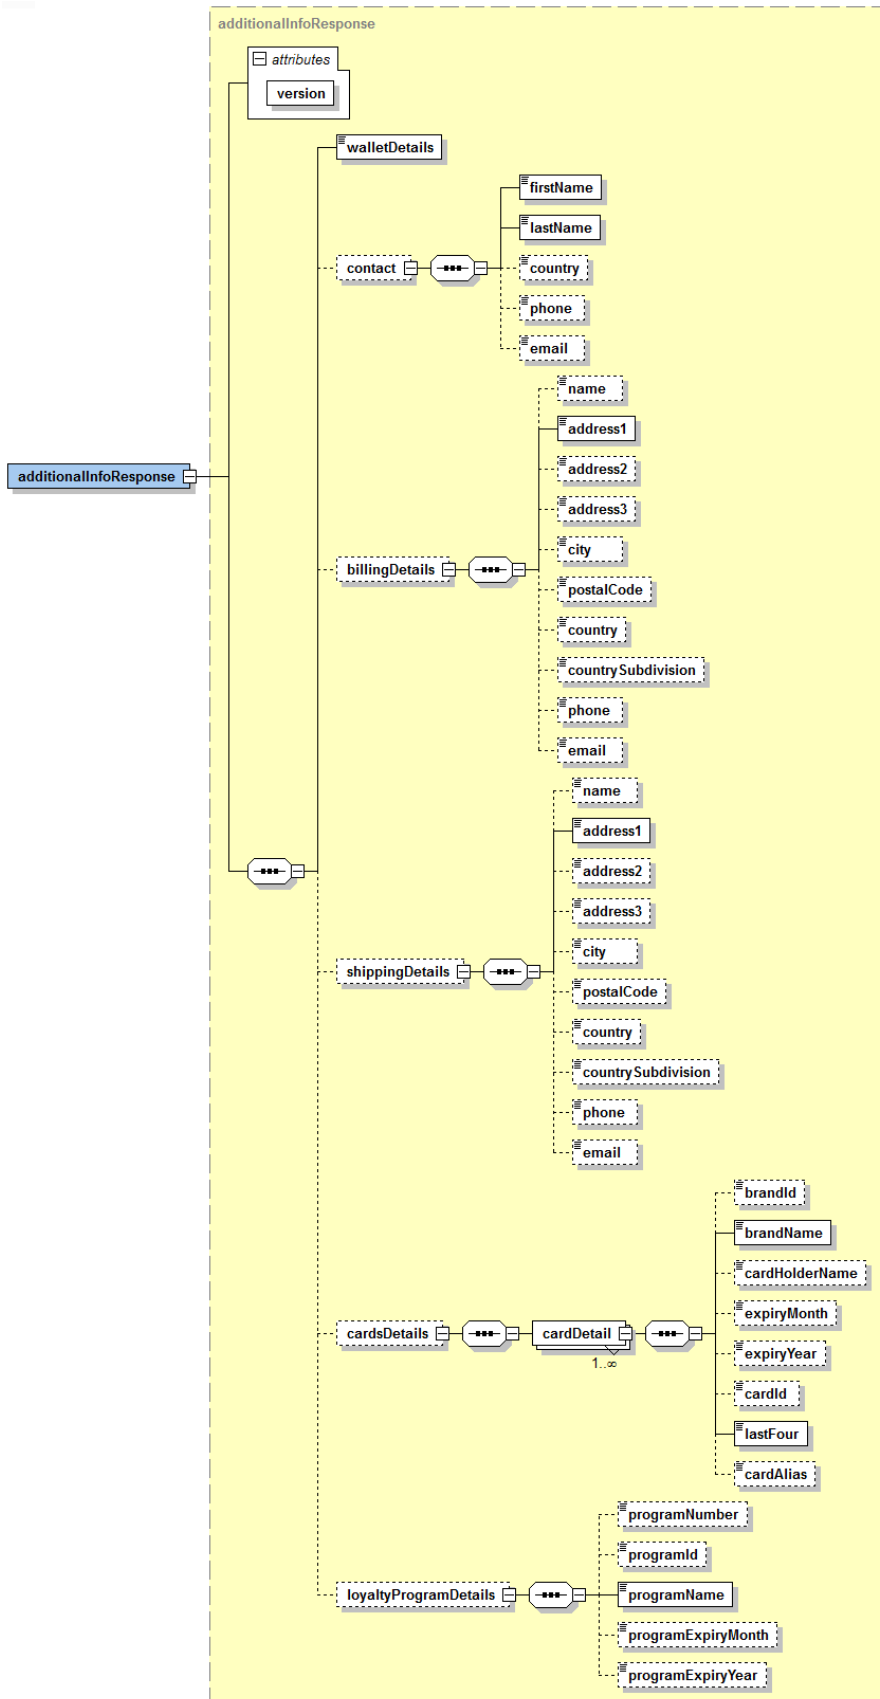 additionalInfoResponse
attributes
version
walletDetails
firstName
lastName
contact
country
phone
email
name
address1
address2
additionalInfoResponse
address3
city
billingDetails
postalCode
country
countrySubdivision
phone
email
name
address1
address2
address3
city
shippingDetails
postalCode
country
countrySubdivision
phone
email
brandId
brandName
cardHolderName
expiryMonth
cardsDetails
cardDetail
1..∞
expiryYear
cardId
lastFour
cardAlias
programNumber
programId
loyaltyProgramDetails
programName
programExpiryMonth
programExpiryYear